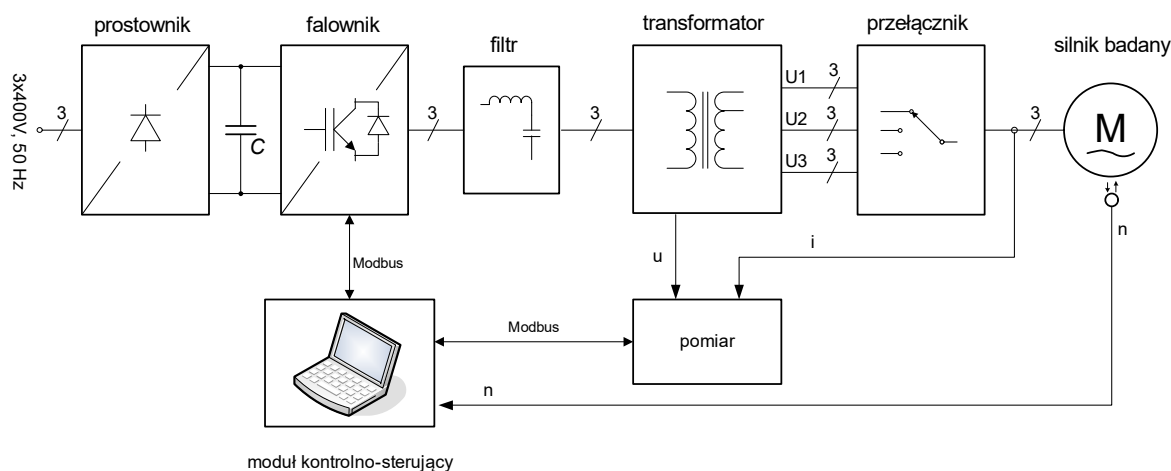 prostownik
falownik
filtr
transformator
przełącznik
silnik badany
3x400V, 50 Hz
3
C
3
3
U1
3
U2
3
U3
3
3
M
n
u
i
Modbus
Modbus
pomiar
n
moduł kontrolno-sterujący